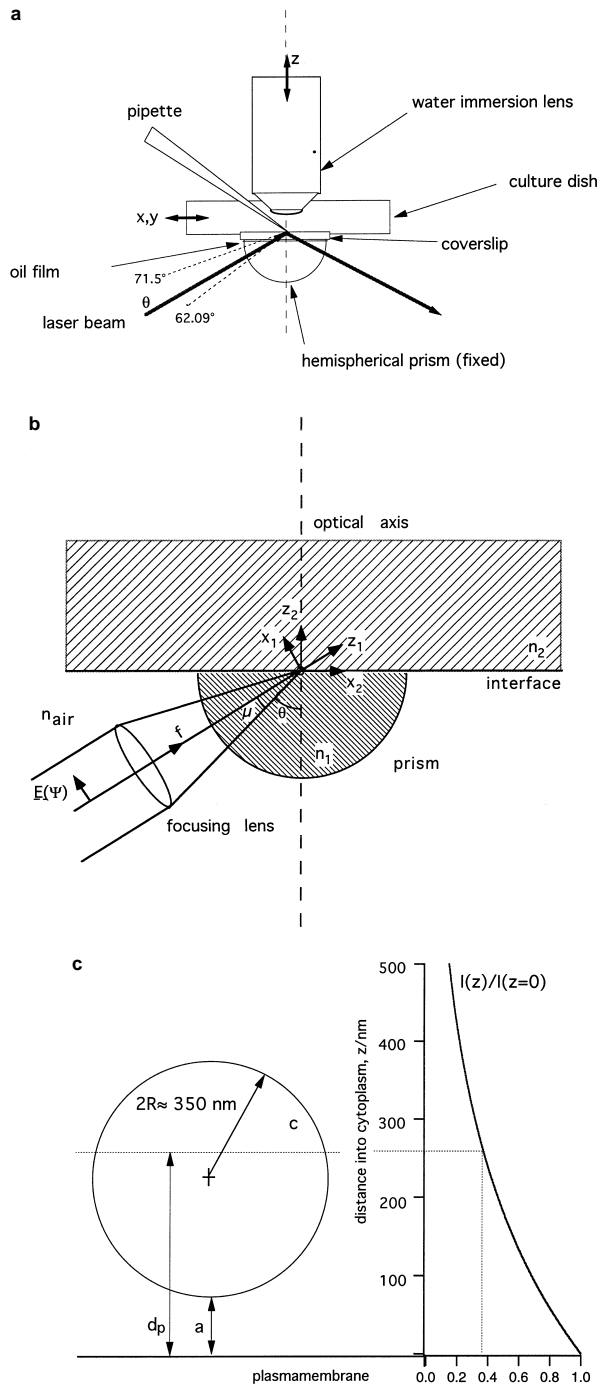 a
z
pipette
water immersion lens
culture dish
x,y
coverslip
oil film
71.5°
θ
62.09°
laser beam
hemispherical prism (fixed)
b
optical axis
z2
x1
z1
n2
x2
interface
nair
μ
θ
f
n1
prism
E(Ψ)
focusing lens
c
500
I(z)/I(z=0)
400
2R≈ 350 nm
c
300
distance into cytoplasm, z/nm
200
100
dp
a
plasmamembrane
0.0 0.2 0.4 0.6 0.8 1.0